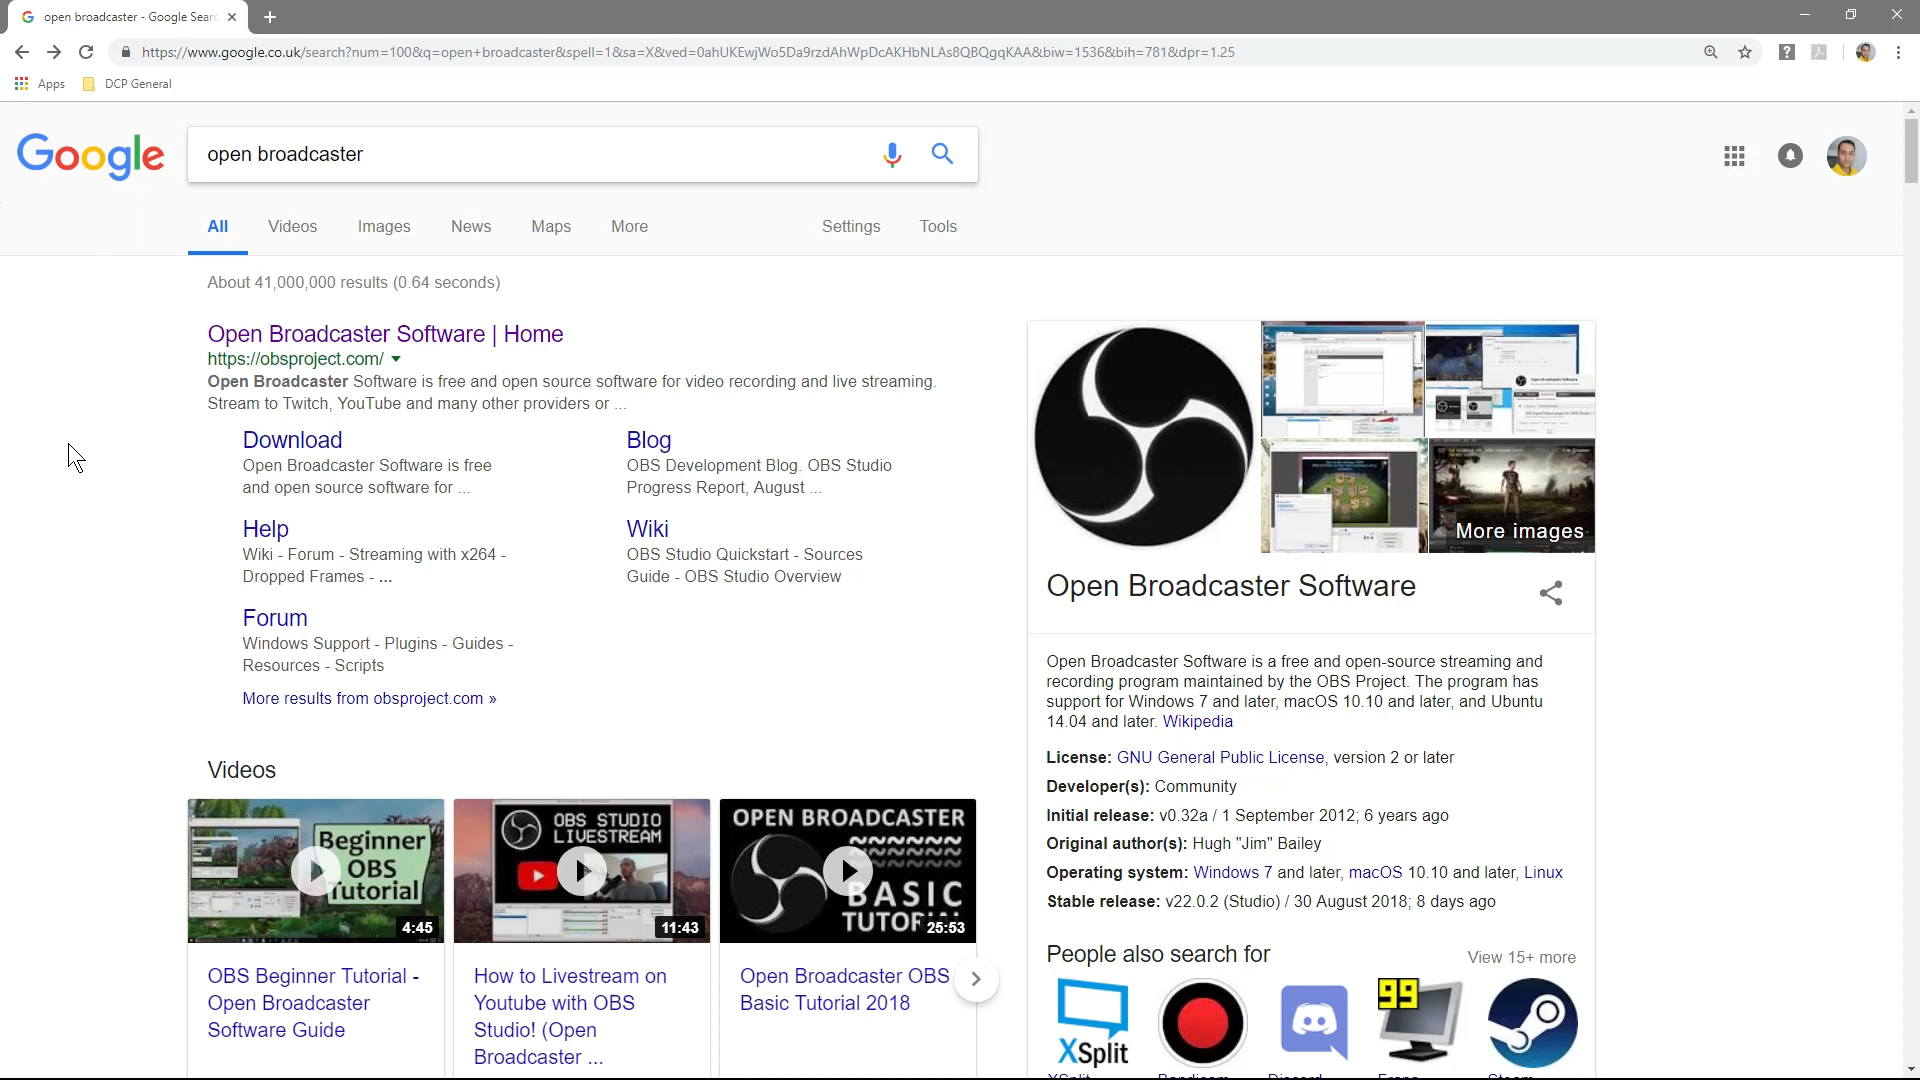 open broadcaster - Google Sear
https://www.google.co.uk/search?num=100&q=open+broadcaster&spell=1&sa=X&ved=0ahUKEwjWo5Da9rzdAhWpDcAKHbNLAs8QBQgqKAA&biw=1536&bih=781&dpr=1.25
Apps
DCP General
Google
open broadcaster
All
Videos
Images
News
Maps
More
Settings
Tools
About 41,000,000 results (0.64 seconds)
Open Broadcaster Software | Home
https://obsproject.com/
Open Broadcaster Software is free and open source software for video recording and live streaming.
Stream to Twitch, YouTube and many other providers or ...
Download
Open Broadcaster Software is free
and open source software for ...
Blog
OBS Development Blog. OBS Studio
Progress Report, August ...
Help
Wiki - Forum - Streaming with x264 -
Dropped Frames - ...
Wiki
OBS Studio Quickstart - Sources
Guide - OBS Studio Overview
Forum
Windows Support - Plugins - Guides -
Resources - Scripts
More results from obsproject.com »
Videos
Beginner
OBS
Tutorial
4:45
OBS Beginner Tutorial -
Open Broadcaster
Software Guide
OBS STUDIO
LIVESTREAM
11:43
How to Livestream on
Youtube with OBS
Studio! (Open
Broadcaster ...
OPEN BROADCASTER
BASIC
TUTORIAL
25:53
Open Broadcaster OBS
Basic Tutorial 2018
More images
Open Broadcaster Software
Open Broadcaster Software is a free and open-source streaming and
recording program maintained by the OBS Project. The program has
support for Windows 7 and later, macOS 10.10 and later, and Ubuntu
14.04 and later. Wikipedia
License: GNU General Public License, version 2 or later
Developer(s): Community
Initial release: v0.32a / 1 September 2012; 6 years ago
Original author(s): Hugh "Jim" Bailey
Operating system: Windows 7 and later, macOS 10.10 and later, Linux
Stable release: v22.0.2 (Studio) / 30 August 2018; 8 days ago
People also search for
View 15+ more
XSplit
99